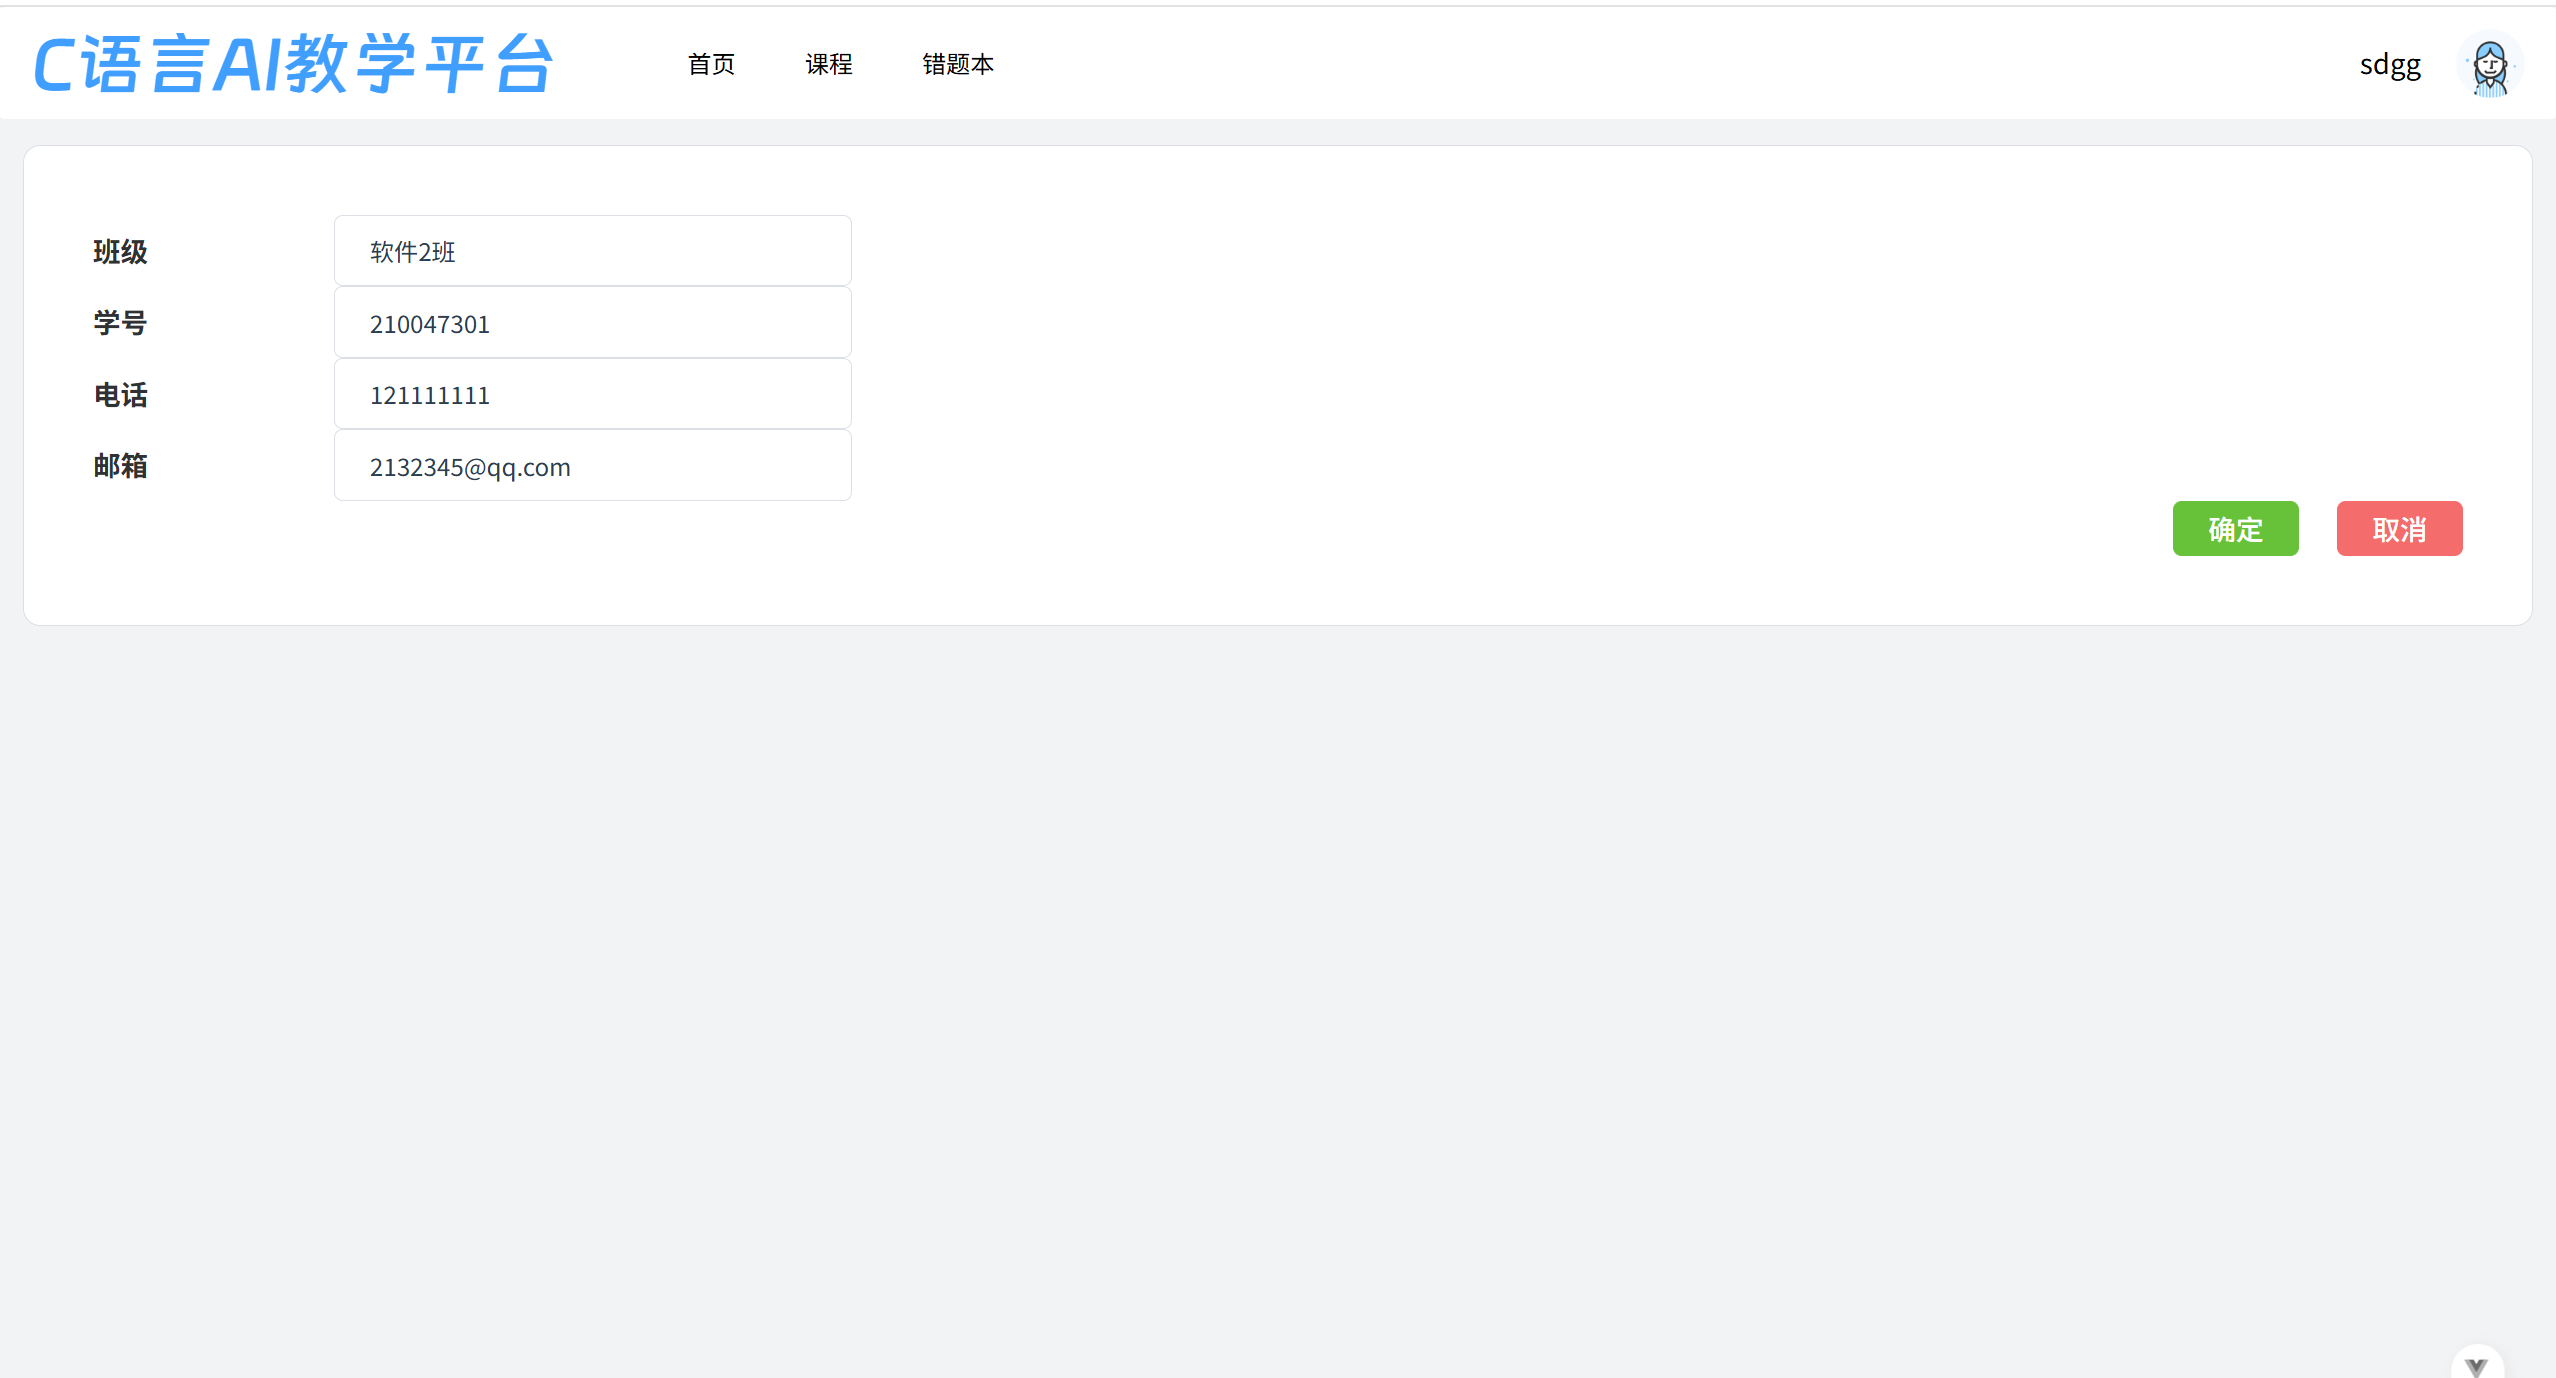 C语言AI教学平台 首页 课程 错题本 sdgg
班级 软件2班
学号 210047301
电话 121111111
邮箱 2132345@qq.com
确定 取消